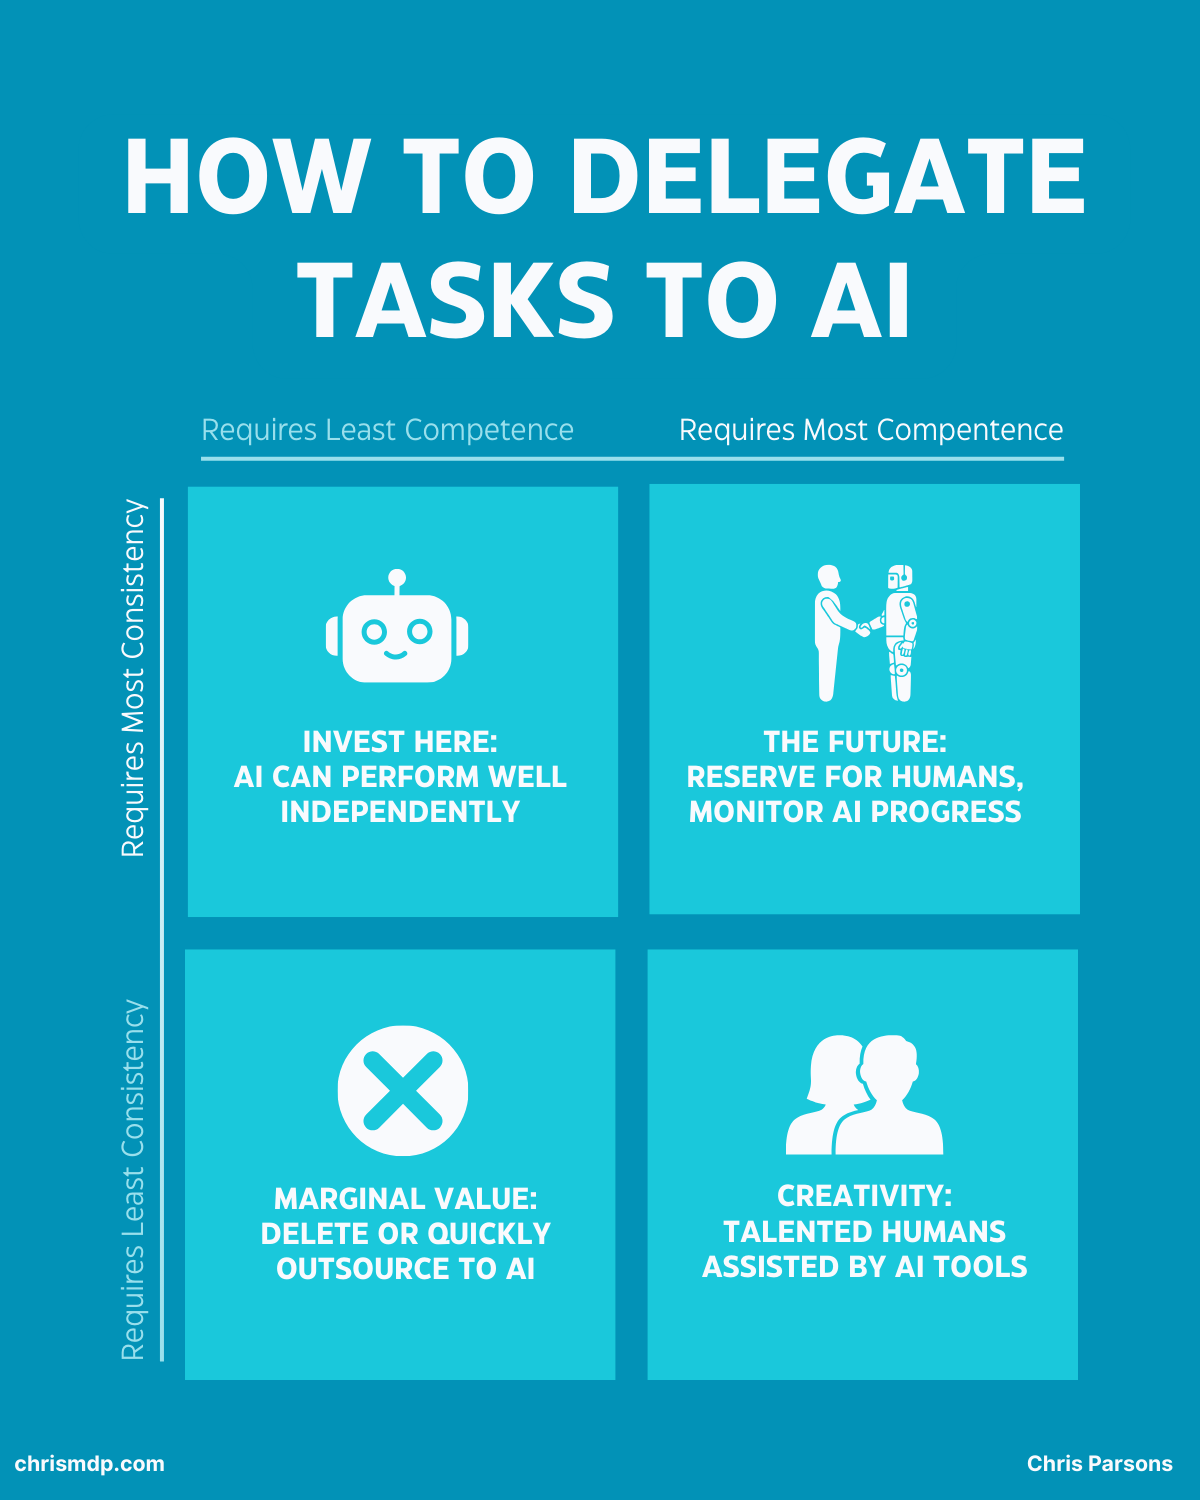 HOW TO DELEGATE
TASKS TO AI
Requires Least Competence
Requires Most Compentence
Requires Most Consistency
INVEST HERE:
AI CAN PERFORM WELL
INDEPENDENTLY
THE FUTURE:
RESERVE FOR HUMANS,
MONITOR AI PROGRESS
Requires Least Consistency
MARGINAL VALUE:
DELETE OR QUICKLY
OUTSOURCE TO AI
CREATIVITY:
TALENTED HUMANS
ASSISTED BY AI TOOLS
chrismdp.com
Chris Parsons